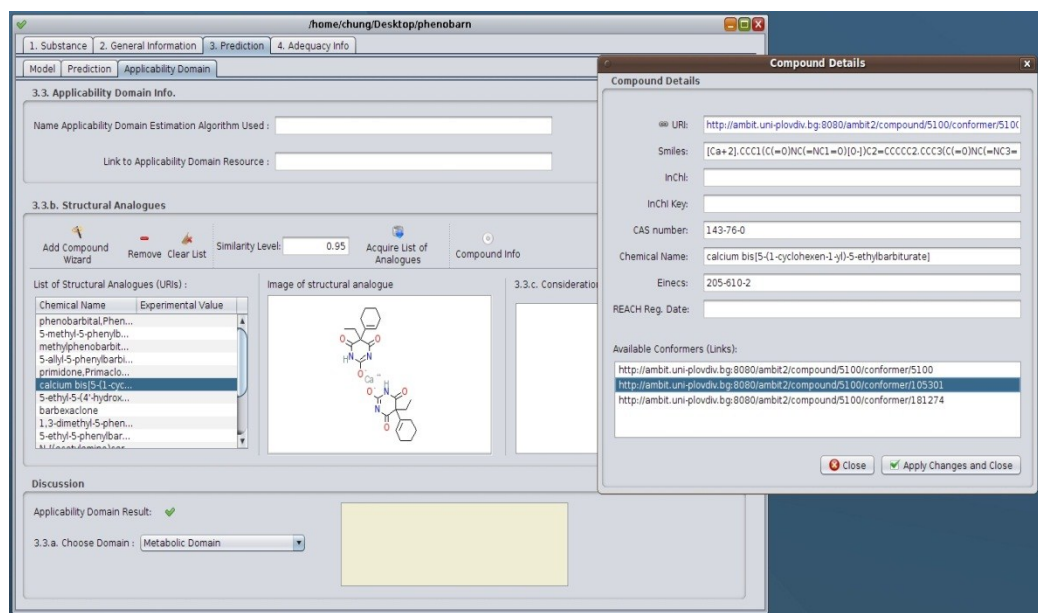 /home/chung/Desktop/phenobarn
1. Substance 2. General Information 3. Prediction 4. Adequacy Info
Model Prediction Applicability Domain
3.3. Applicability Domain Info.
Name Applicability Domain Estimation Algorithm Used :
Link to Applicability Domain Resource :
3.3.b. Structural Analogues
Add Compound Wizard Remove Clear List Similarity Level: 0.95 Acquire List of Analogues Compound Info
List of Structural Analogues (URIs) : Image of structural analogue 3.3.c. Consideration
Chemical Name Experimental Value
phenobarbital,Phen...
5-methyl-5-phenylb...
methylphenobarbit...
5-allyl-5-phenylbarbi...
primidone,Primaclo...
calcium bis[5-(1-cyc...
5-ethyl-5-(4'-hydrox...
barbexaclone
1,3-dimethyl-5-phen...
5-ethyl-5-phenylbar...
Discussion
Applicability Domain Result:
3.3.a. Choose Domain : Metabolic Domain
Compound Details
Compound Details
URI: http://ambit.uni-plovdiv.bg:8080/ambit2/compound/5100/conformer/510(
Smiles: [Ca+2].CCC1(C(=O)NC(=NC1=O)[O-])C2=CCCCC2.CCC3(C(=O)NC(=NC3=
InChI:
InChI Key:
CAS number: 143-76-0
Chemical Name: calcium bis[5-(1-cyclohexen-1-yl)-5-ethylbarbiturate]
Einecs: 205-610-2
REACH Reg. Date:
Available Conformers (Links):
http://ambit.uni-plovdiv.bg:8080/ambit2/compound/5100/conformer/5100
http://ambit.uni-plovdiv.bg:8080/ambit2/compound/5100/conformer/105301
http://ambit.uni-plovdiv.bg:8080/ambit2/compound/5100/conformer/181274
Close Apply Changes and Close